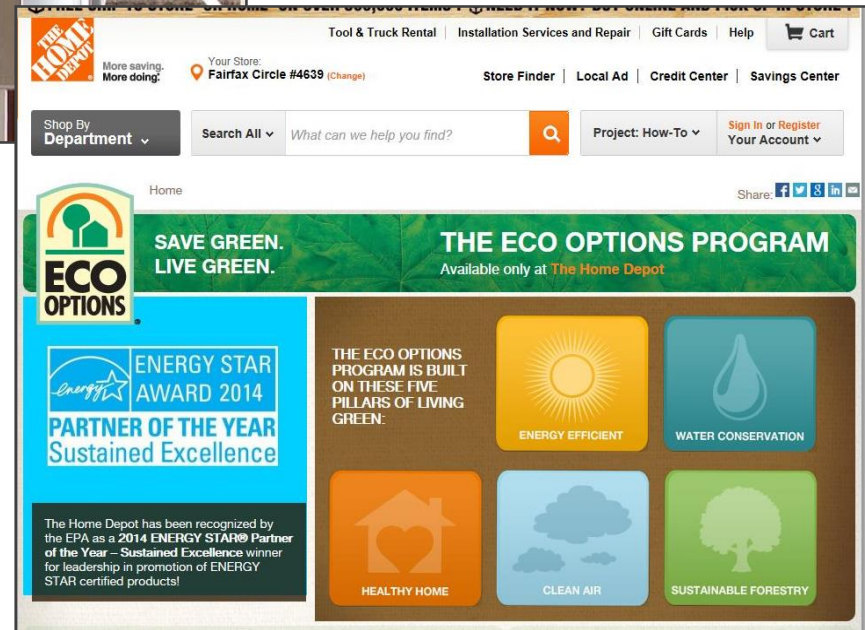 Tool & Truck Rental | Installation Services and Repair | Gift Cards | Help Cart
THE HOME DEPOT
More saving.
More doing.
Your Store:
Fairfax Circle #4639 (Change)
Store Finder | Local Ad | Credit Center | Savings Center
Shop By
Department
Search All
What can we help you find?
Project: How-To
Sign In or Register
Your Account
Home
Share:
ECO
OPTIONS
SAVE GREEN.
LIVE GREEN.
THE ECO OPTIONS PROGRAM
Available only at The Home Depot
energy
ENERGY STAR
AWARD 2014
PARTNER OF THE YEAR
Sustained Excellence
The Home Depot has been recognized by
the EPA as a 2014 ENERGY STAR® Partner
of the Year – Sustained Excellence winner
for leadership in promotion of ENERGY
STAR certified products!
THE ECO OPTIONS
PROGRAM IS BUILT
ON THESE FIVE
PILLARS OF LIVING
GREEN:
ENERGY EFFICIENT
WATER CONSERVATION
HEALTHY HOME
CLEAN AIR
SUSTAINABLE FORESTRY